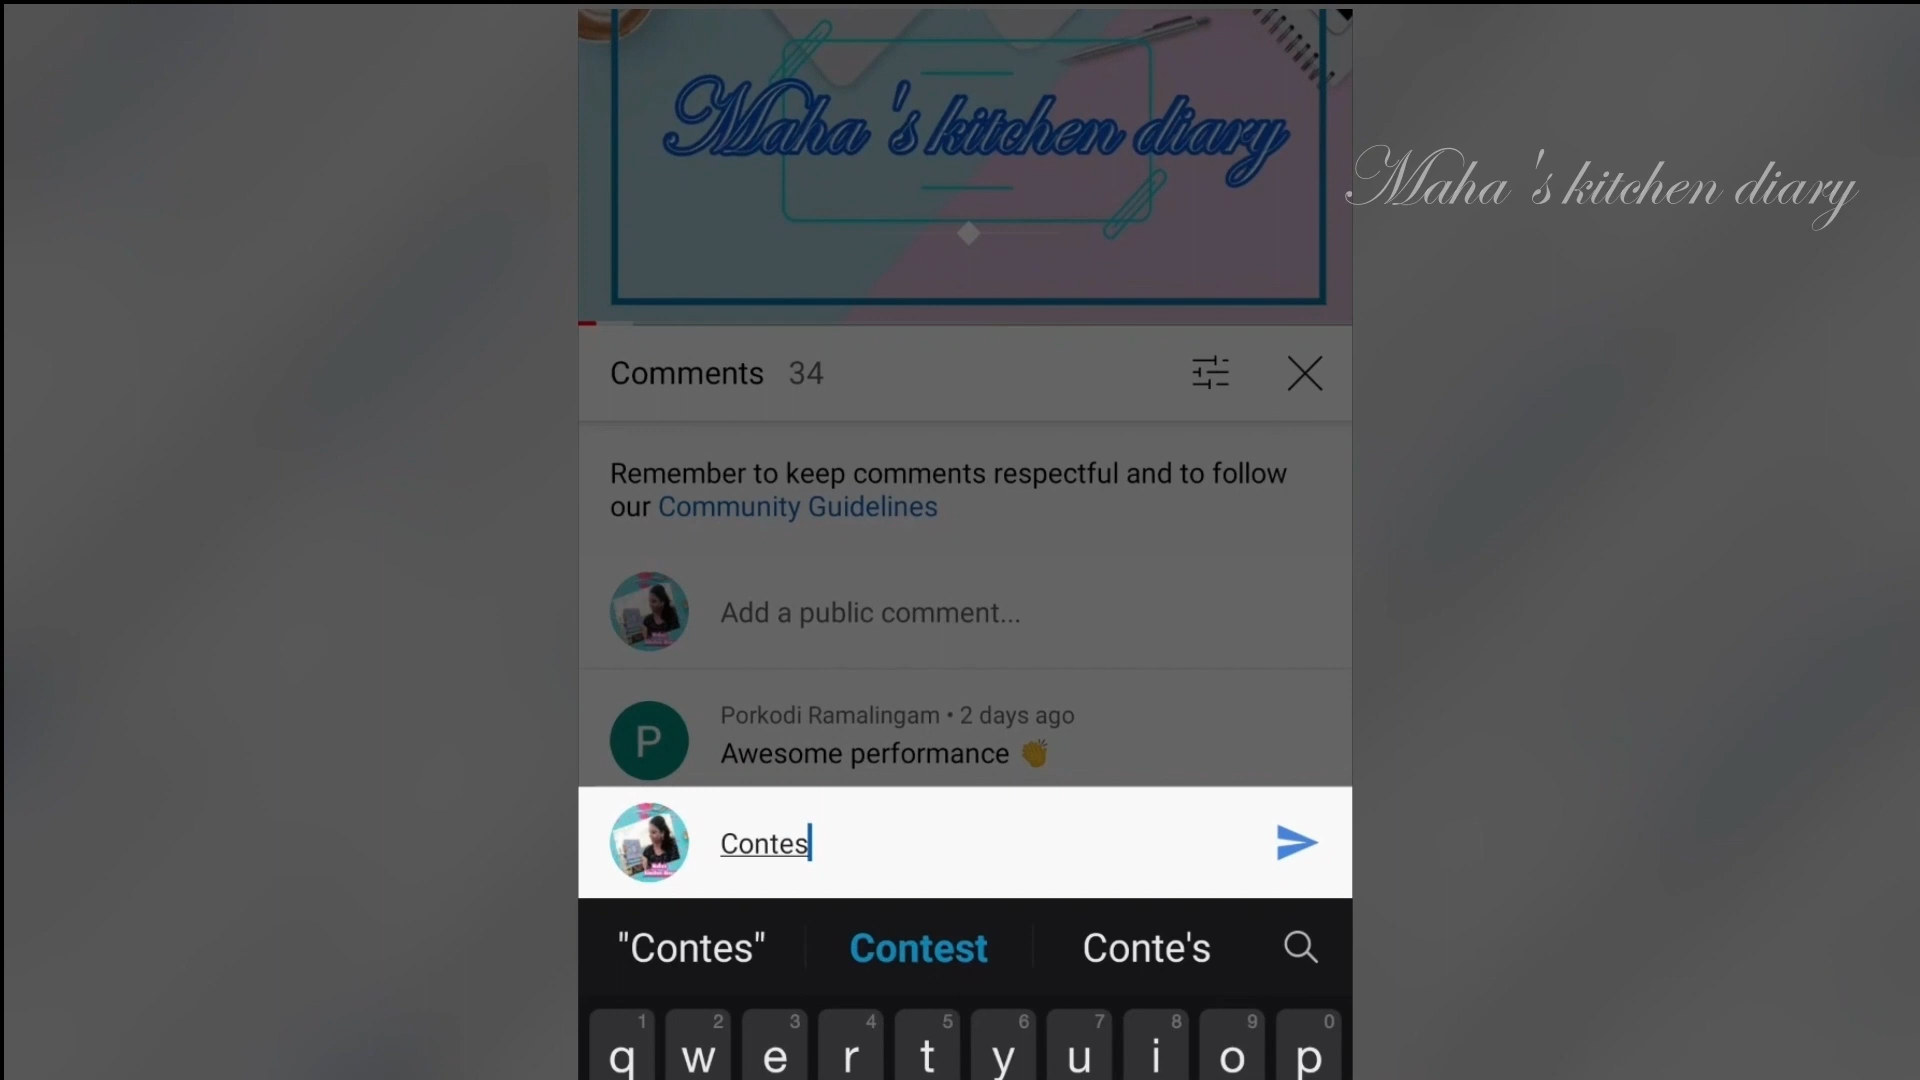 Maha 's kitchen diary
Maha 's kitchen diary
Comments 34
Remember to keep comments respectful and to follow
our Community Guidelines
Add a public comment...
Porkodi Ramalingam • 2 days ago
Awesome performance 👏
P
Contes
"Contes" Contest Conte's
1 2 3 4 5 6 7 8 9 0
q w e r t y u i o p